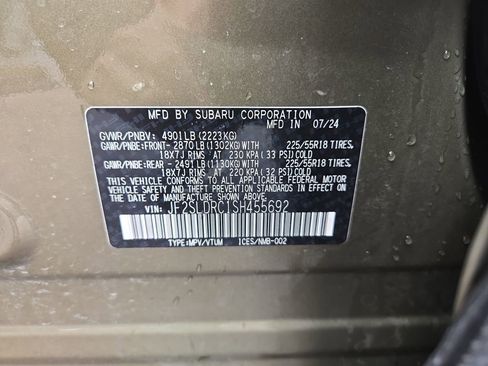 MFD BY SUBARU CORPORATION
MFD IN 07/24
GVWR/PNBV: 4901LB(2223KG)
GAWR/PNBE:FRONT- 2870LB(1302KG)WITH 225/55R18 TIRES,
18X7J RIMS AT 230 KPA(33 PSI)COLD
GAWR/PNBE:REAR - 2491LB(1130KG)WITH 225/55R18 TIRES,
18X7J RIMS AT 220 KPA(32 PSI)COLD
THIS VEHICLE CONFORMS TO ALL APPLICABLE U.S.
FEDERAL MOTOR VEHICLE SAFETY AND THEFT
PREVENTION STANDARDS IN EFFECT ON THE
DATE OF MANUFACTURE SHOWN ABOVE.
VIN: JF2SLDRC1SH455692
TYPE:MPV/VTUM ICES/NMB-002